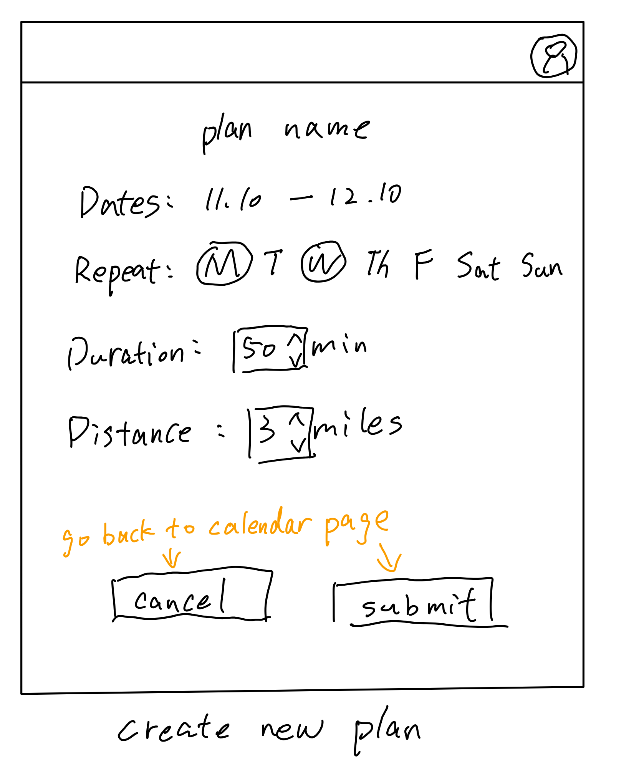 plan name
Dates: 11.10 — 12.10
Repeat: M T W Th F Sat Sun
Duration: 50 min
Distance: 3 miles
go back to calendar page
cancel submit
create new plan